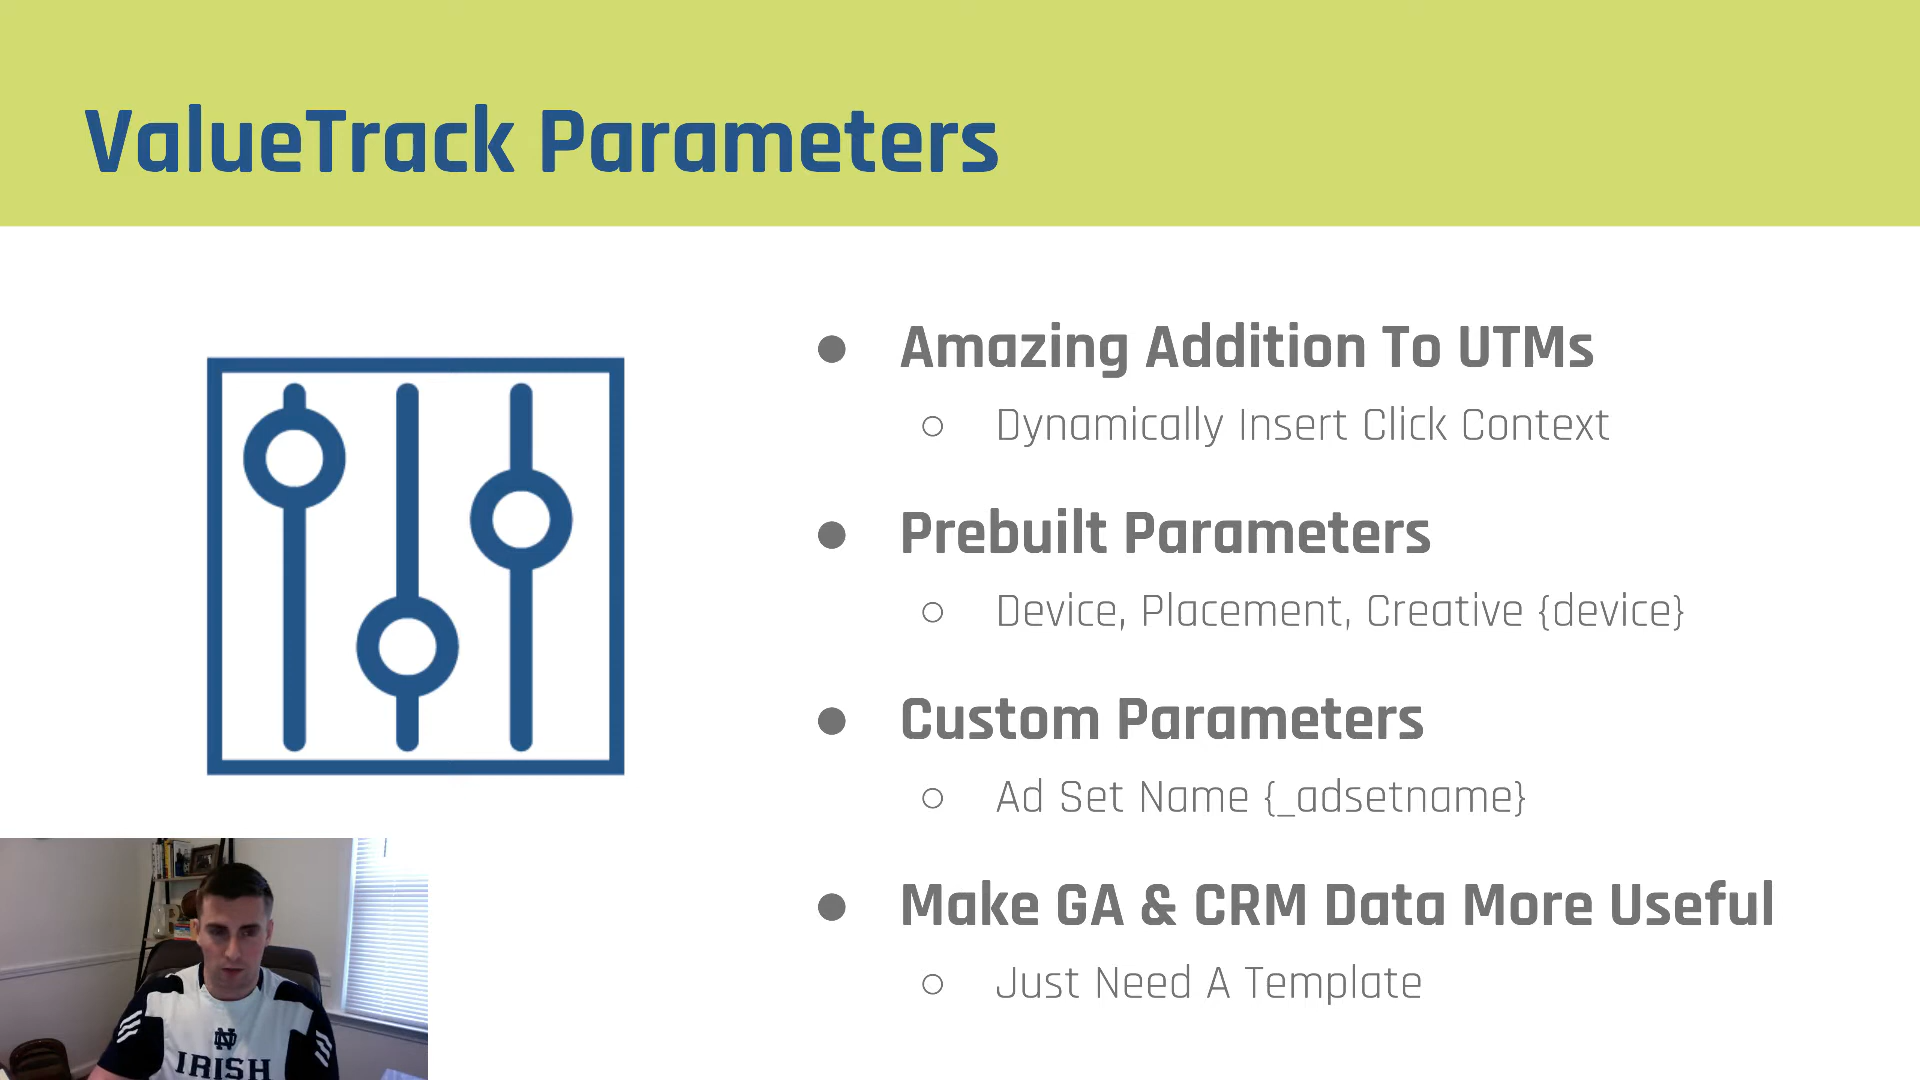 ValueTrack Parameters
● Amazing Addition To UTMs
○ Dynamically Insert Click Context
● Prebuilt Parameters
○ Device, Placement, Creative {device}
● Custom Parameters
○ Ad Set Name {_adsetname}
● Make GA & CRM Data More Useful
○ Just Need A Template
ND
IRISH